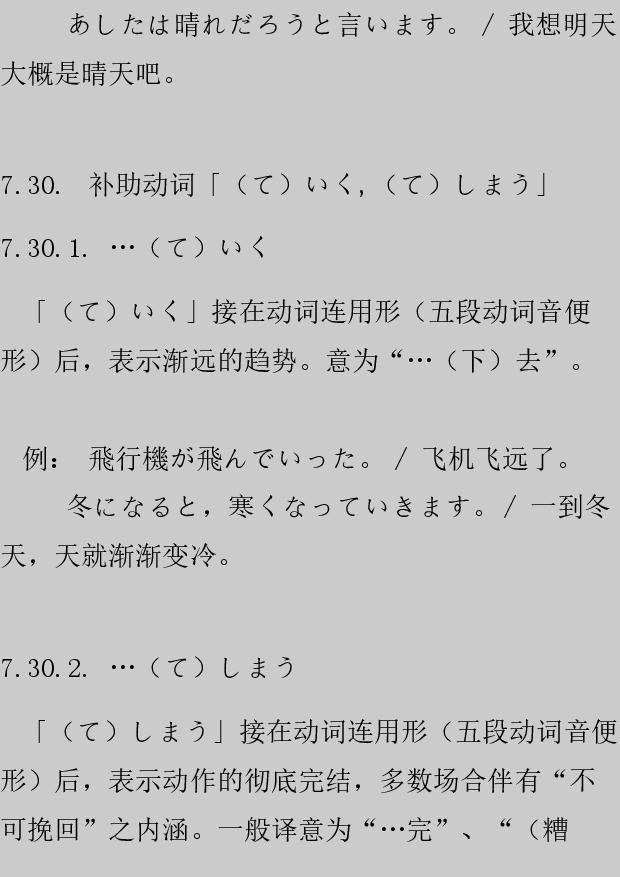 あしたは晴れだろうと言います。 / 我想明天
大概是晴天吧。
7.30. 补助动词「（て）いく,（て）しまう」
7.30.1. …（て）いく
「（て）いく」接在动词连用形（五段动词音便
形）后，表示渐远的趋势。意为“…（下）去”。
例： 飛行機が飛んでいった。 / 飞机飞远了。
冬になると，寒くなっていきます。/ 一到冬
天，天就渐渐变冷。
7.30.2. …（て）しまう
「（て）しまう」接在动词连用形（五段动词音便
形）后，表示动作的彻底完结，多数场合伴有“不
可挽回”之内涵。一般译意为“…完”、“（糟